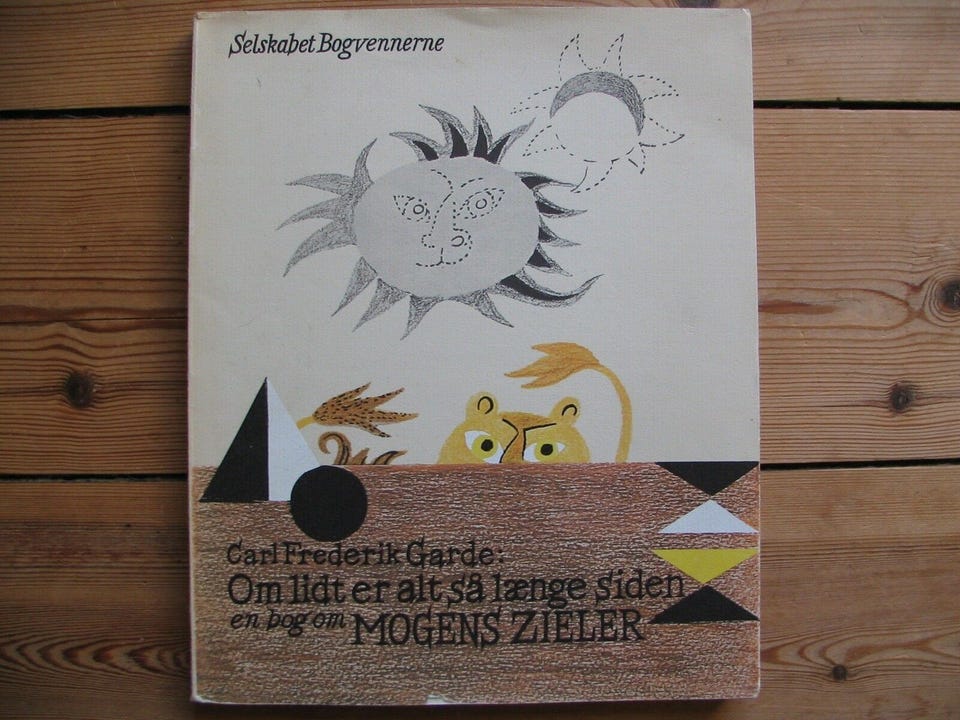 Selskabet Bogvennerne
Carl Frederik Garde:
Om lidt er alt så længe siden
en bog om MOGENS ZIELER